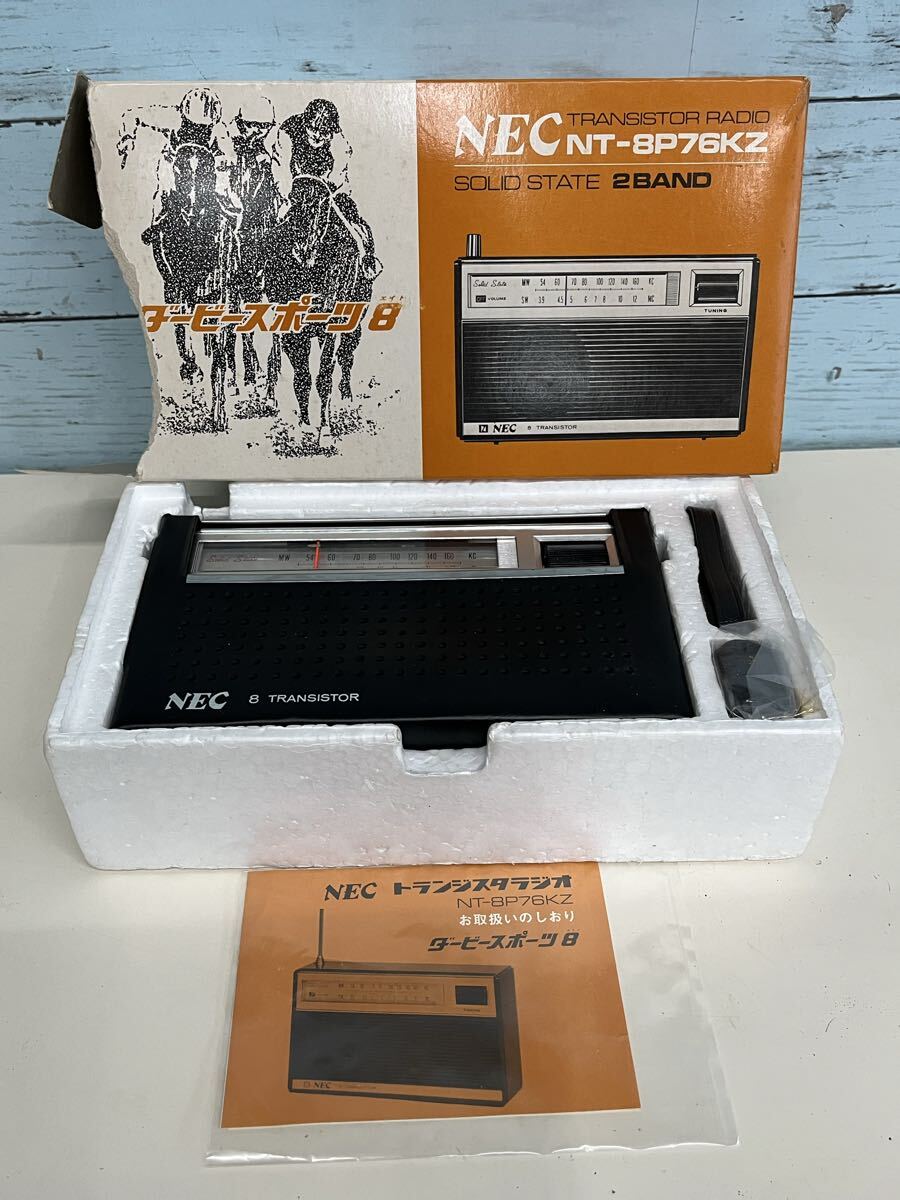 TRANSISTOR RADIO
NEC NT-8P76KZ
SOLID STATE 2BAND
エイト
ダービースポーツ8
Solid State MW 54 60 70 80 100 120 140 160 KC
VOLUME SW 3.9 4.5 5 6 7 8 10 12 MC
TUNING
NEC 8 TRANSISTOR
MW 54 60 70 80 100 120 140 160 KC
NEC 8 TRANSISTOR
NEC トランジスタラジオ
NT-8P76KZ
お取扱いのしおり
ダービースポーツ8
NEC